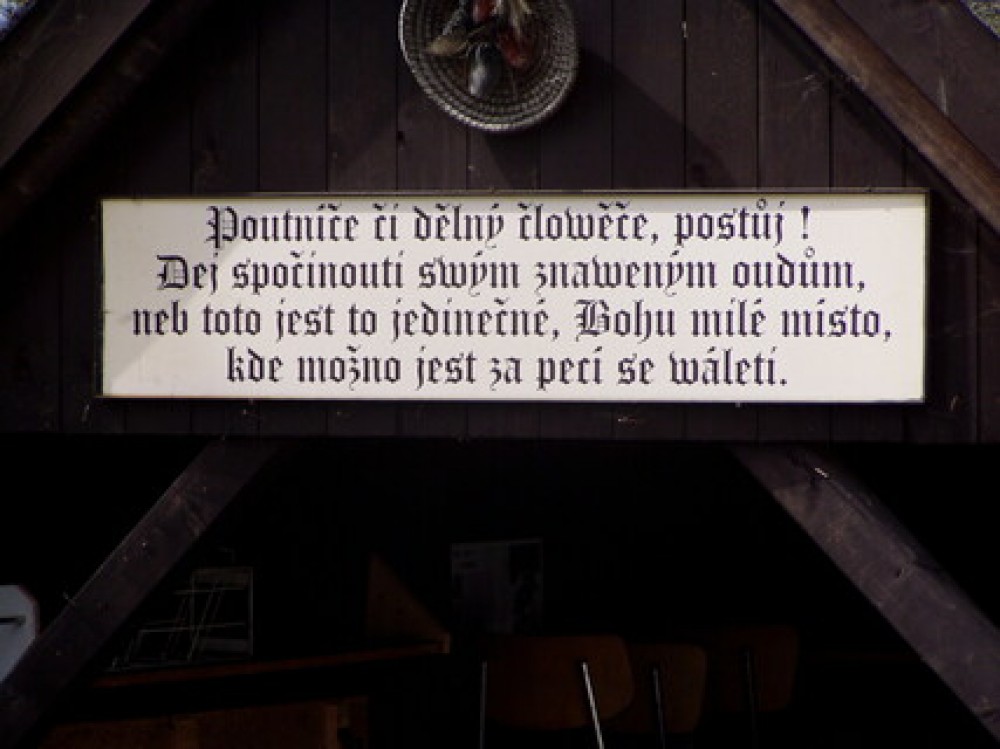 Poutníče či dělný člowěče, postůj !
Dej spočinouti swým znaweným oudům,
neb toto jest to jedinečné, Bohu milé místo,
kde možno jest za pecí se wáleti.